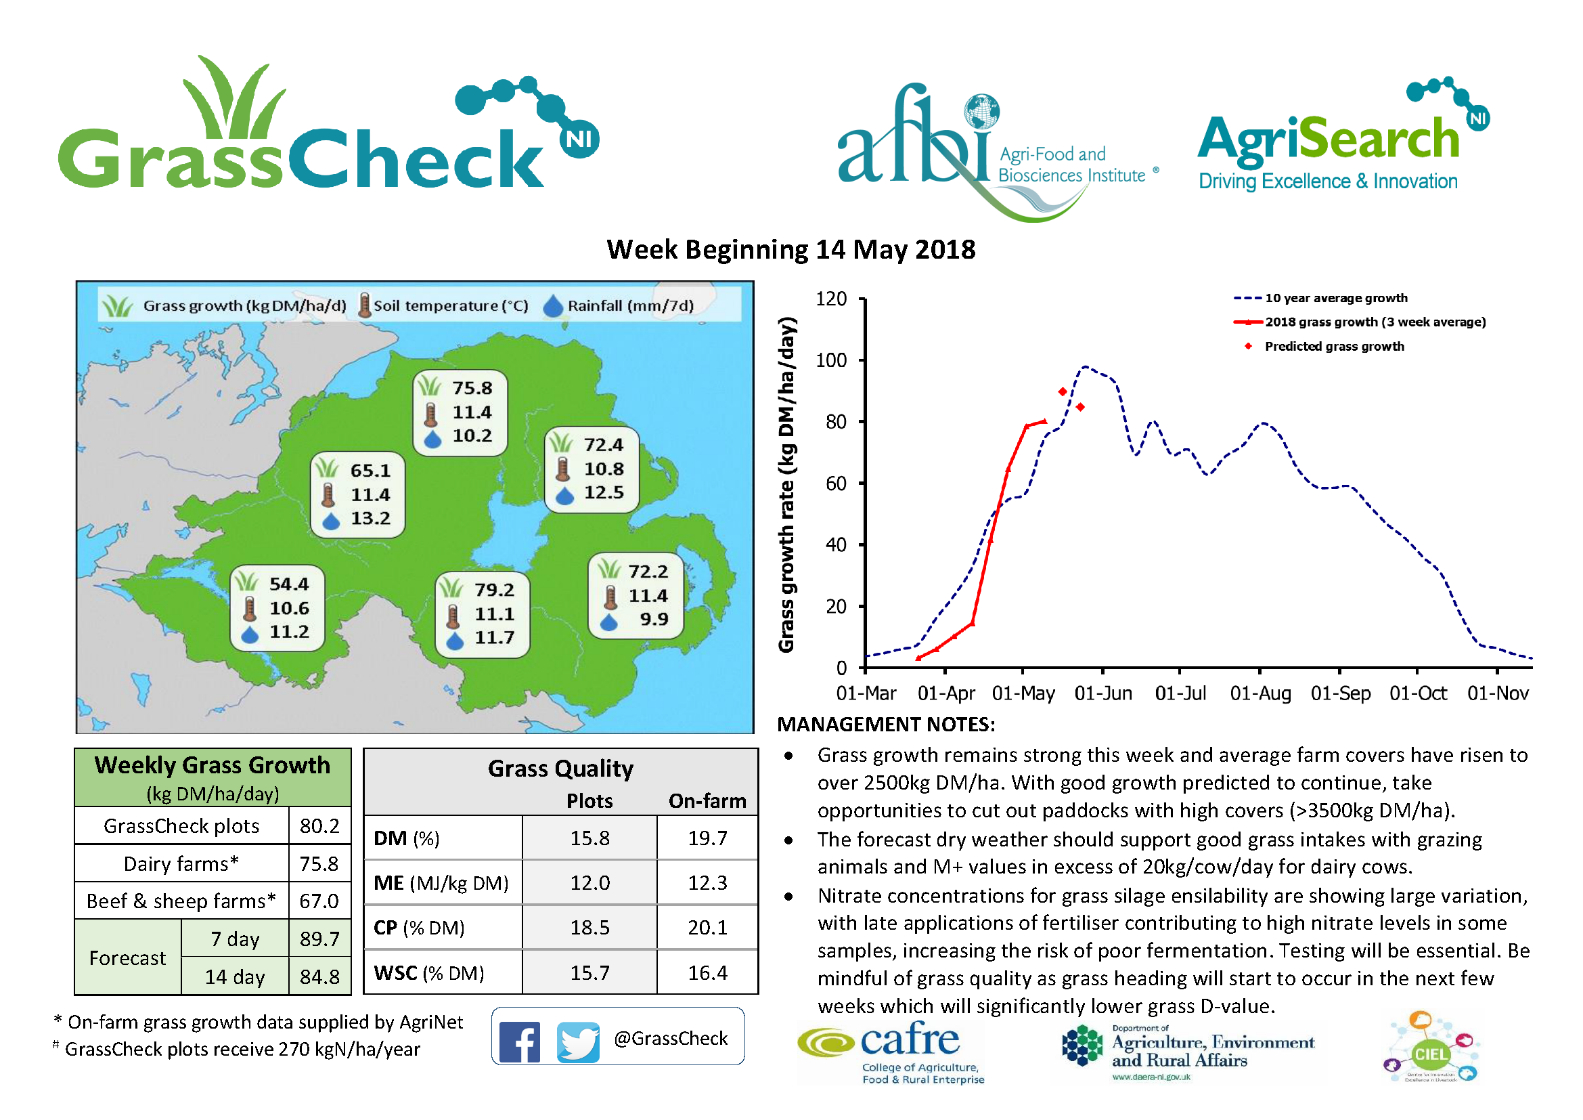 GrassCheck NI
afbi Agri-Food and
Biosciences Institute ®
AgriSearch NI
Driving Excellence & Innovation
Week Beginning 14 May 2018
Grass growth (kg DM/ha/d) Soil temperature (°C) Rainfall (mm/7d)
75.8
11.4
10.2
72.4
10.8
12.5
65.1
11.4
13.2
54.4
10.6
11.2
79.2
11.1
11.7
72.2
11.4
9.9
Grass growth rate (kg DM/ha/day)
120
100
80
60
40
20
0
01-Mar 01-Apr 01-May 01-Jun 01-Jul 01-Aug 01-Sep 01-Oct 01-Nov
10 year average growth
2018 grass growth (3 week average)
Predicted grass growth
Weekly Grass Growth
(kg DM/ha/day)
GrassCheck plots 80.2
Dairy farms* 75.8
Beef & sheep farms* 67.0
Forecast 7 day 89.7
14 day 84.8
Grass Quality
Plots On-farm
DM (%) 15.8 19.7
ME (MJ/kg DM) 12.0 12.3
CP (% DM) 18.5 20.1
WSC (% DM) 15.7 16.4
* On-farm grass growth data supplied by AgriNet
# GrassCheck plots receive 270 kgN/ha/year
@GrassCheck
MANAGEMENT NOTES:
• Grass growth remains strong this week and average farm covers have risen to
over 2500kg DM/ha. With good growth predicted to continue, take
opportunities to cut out paddocks with high covers (>3500kg DM/ha).
• The forecast dry weather should support good grass intakes with grazing
animals and M+ values in excess of 20kg/cow/day for dairy cows.
• Nitrate concentrations for grass silage ensilability are showing large variation,
with late applications of fertiliser contributing to high nitrate levels in some
samples, increasing the risk of poor fermentation. Testing will be essential. Be
mindful of grass quality as grass heading will start to occur in the next few
weeks which will significantly lower grass D-value.
cafre
College of Agriculture,
Food & Rural Enterprise
Department of
Agriculture, Environment
and Rural Affairs
www.daera-ni.gov.uk
CIEL